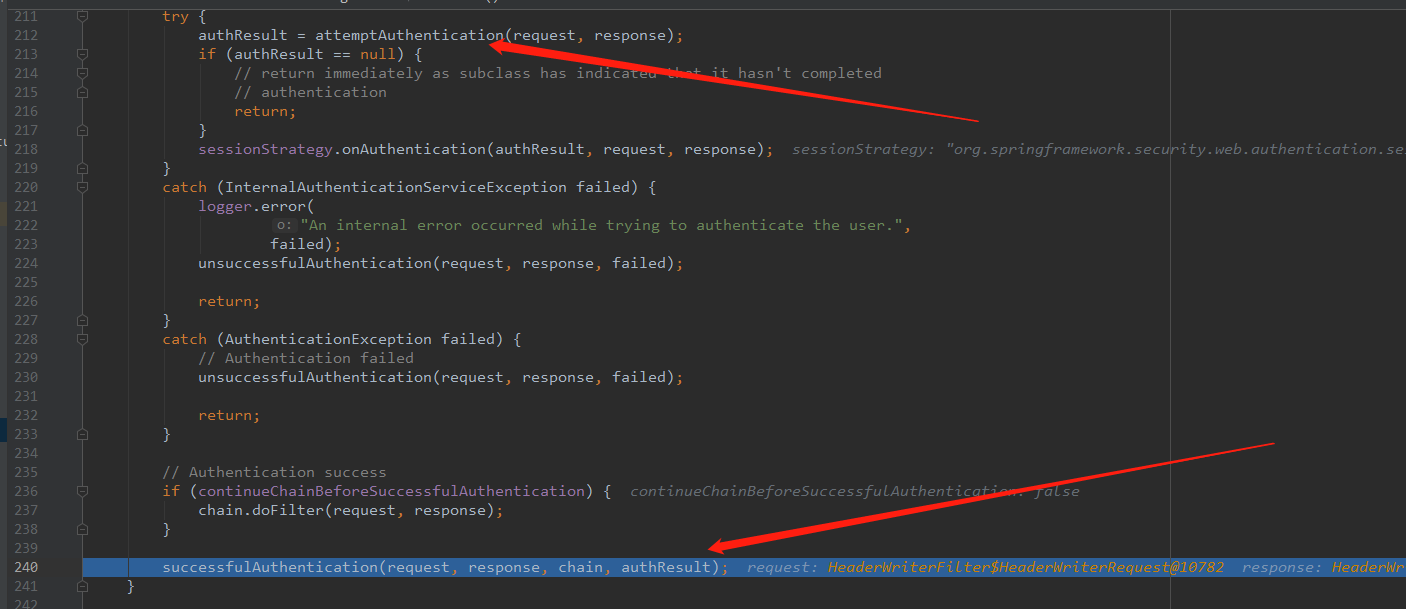 211 try {
212 authResult = attemptAuthentication(request, response);
213 if (authResult == null) {
214 // return immediately as subclass has indicated that it hasn't completed
215 // authentication
216 return;
217 }
218 sessionStrategy.onAuthentication(authResult, request, response); sessionStrategy: "org.springframework.security.web.authentication.se
219 }
220 catch (InternalAuthenticationServiceException failed) {
221 logger.error(
222 o: "An internal error occurred while trying to authenticate the user.",
223 failed);
224 unsuccessfulAuthentication(request, response, failed);
225
226 return;
227 }
228 catch (AuthenticationException failed) {
229 // Authentication failed
230 unsuccessfulAuthentication(request, response, failed);
231
232 return;
233 }
234
235 // Authentication success
236 if (continueChainBeforeSuccessfulAuthentication) { continueChainBeforeSuccessfulAuthentication: false
237 chain.doFilter(request, response);
238 }
239
240 successfulAuthentication(request, response, chain, authResult); request: HeaderWriterFilter$HeaderWriterRequest@10782 response: HeaderWr
241 }
242